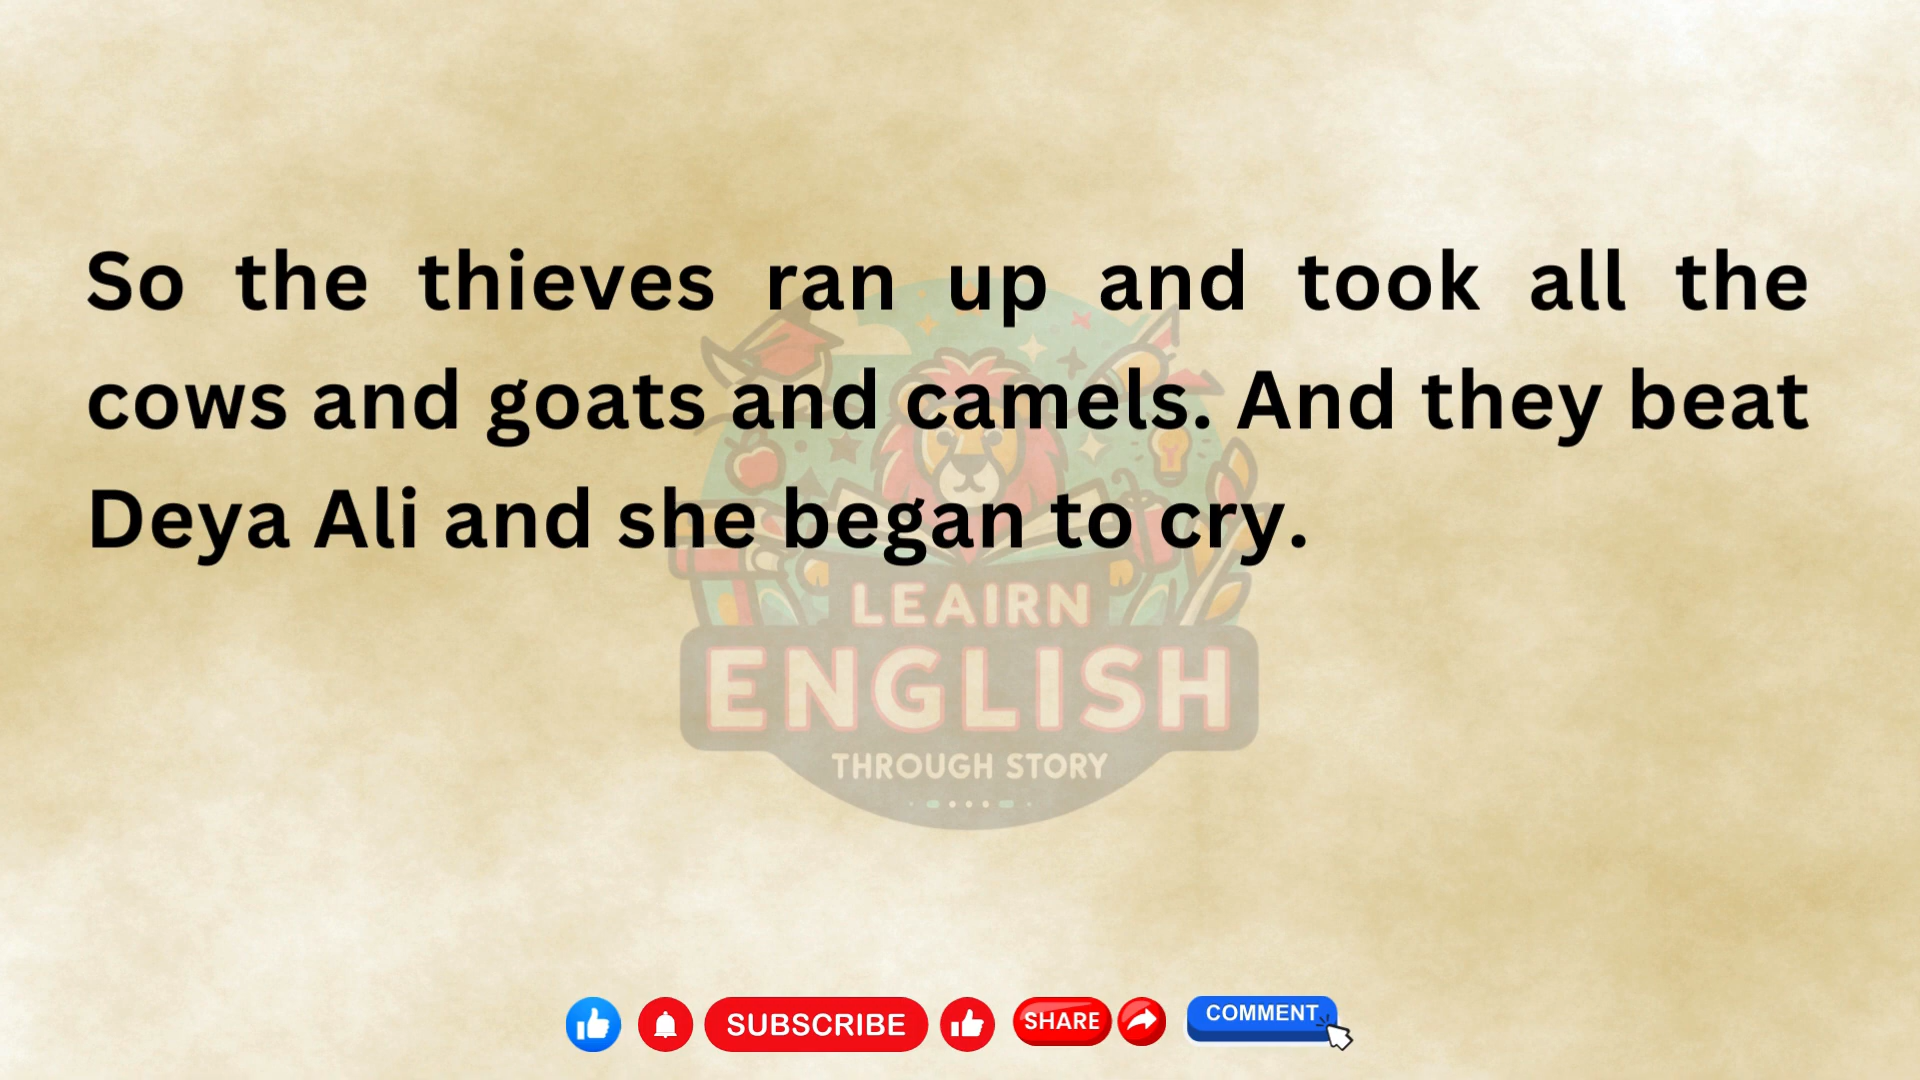 So the thieves ran up and took all the
cows and goats and camels. And they beat
Deya Ali and she began to cry.
LEAIRN
ENGLISH
THROUGH STORY
SUBSCRIBE
SHARE
COMMENT